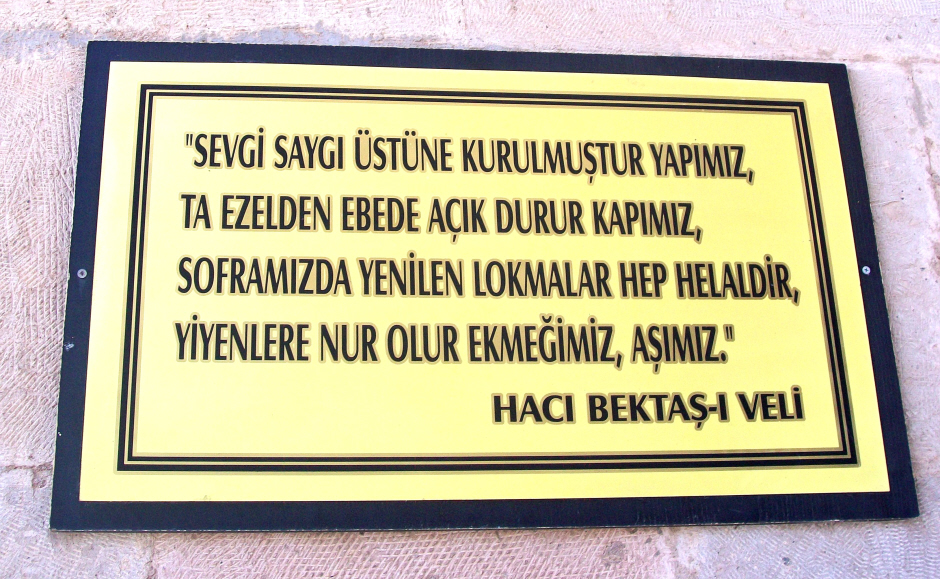 "SEVGİ SAYGI ÜSTÜNE KURULMUŞTUR YAPIMIZ,
TA EZELDEN EBEDE AÇIK DURUR KAPIMIZ,
SOFRAMIZDA YENİLEN LOKMALAR HEP HELALDİR,
YİYENLERE NUR OLUR EKMEĞİMİZ, AŞIMIZ."
HACI BEKTAŞ-I VELİ